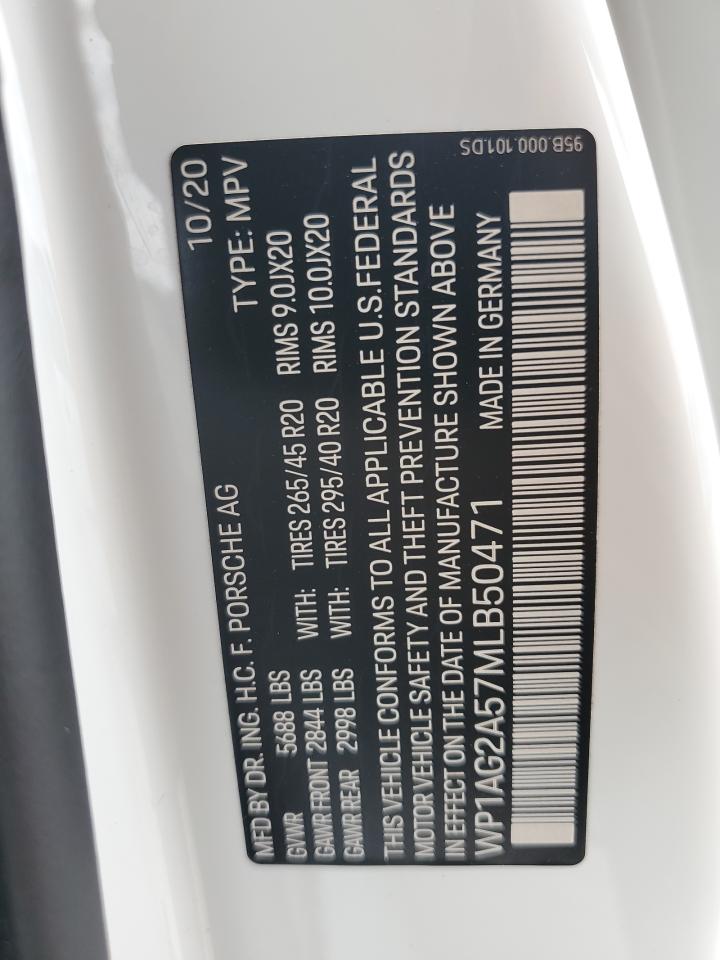 MFD BY DR. ING. H.C. F. PORSCHE AG 10/20
TYPE: MPV
GVWR 5688 LBS
GAWR FRONT 2844 LBS WITH: TIRES 265/45 R20 RIMS 9.0JX20
GAWR REAR 2998 LBS WITH: TIRES 295/40 R20 RIMS 10.0JX20
THIS VEHICLE CONFORMS TO ALL APPLICABLE U.S.FEDERAL
MOTOR VEHICLE SAFETY AND THEFT PREVENTION STANDARDS
IN EFFECT ON THE DATE OF MANUFACTURE SHOWN ABOVE
WP1AG2A57MLB50471 MADE IN GERMANY
95B.000.101.DS